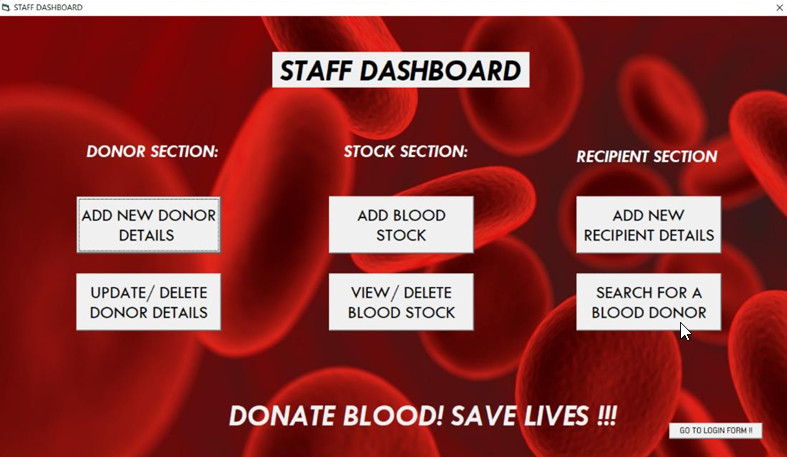 STAFF DASHBOARD
STAFF DASHBOARD
DONOR SECTION:
STOCK SECTION:
RECIPIENT SECTION
ADD NEW DONOR
DETAILS
ADD BLOOD
STOCK
ADD NEW
RECIPIENT DETAILS
UPDATE/ DELETE
DONOR DETAILS
VIEW/ DELETE
BLOOD STOCK
SEARCH FOR A
BLOOD DONOR
DONATE BLOOD! SAVE LIVES !!!
GO TO LOGIN FORM !!